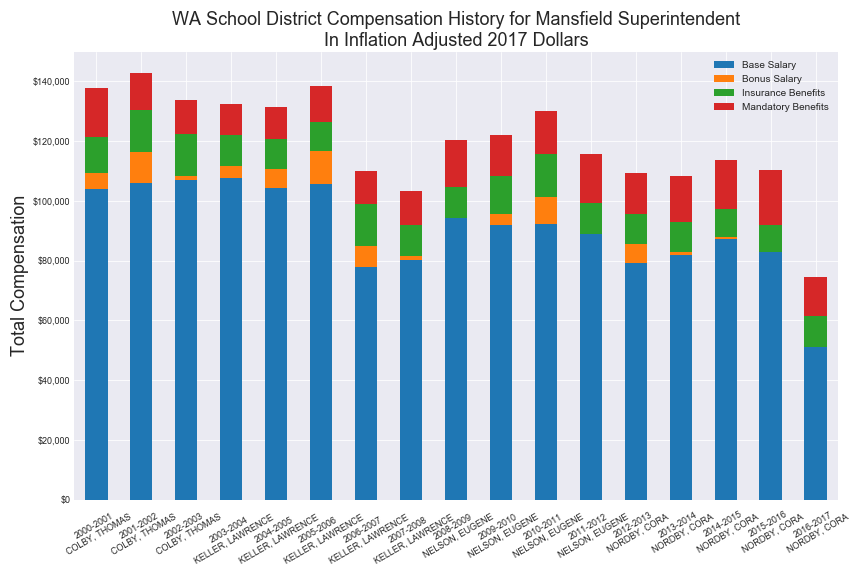 WA School District Compensation History for Mansfield Superintendent
In Inflation Adjusted 2017 Dollars
Base Salary
Bonus Salary
Insurance Benefits
Mandatory Benefits
Total Compensation
$140,000
$120,000
$100,000
$80,000
$60,000
$40,000
$20,000
$0
2000-2001
COLBY, THOMAS
2001-2002
COLBY, THOMAS
2002-2003
COLBY, THOMAS
2003-2004
KELLER, LAWRENCE
2004-2005
KELLER, LAWRENCE
2005-2006
KELLER, LAWRENCE
2006-2007
KELLER, LAWRENCE
2007-2008
KELLER, LAWRENCE
2008-2009
NELSON, EUGENE
2009-2010
NELSON, EUGENE
2010-2011
NELSON, EUGENE
2011-2012
NELSON, EUGENE
2012-2013
NORDBY, CORA
2013-2014
NORDBY, CORA
2014-2015
NORDBY, CORA
2015-2016
NORDBY, CORA
2016-2017
NORDBY, CORA